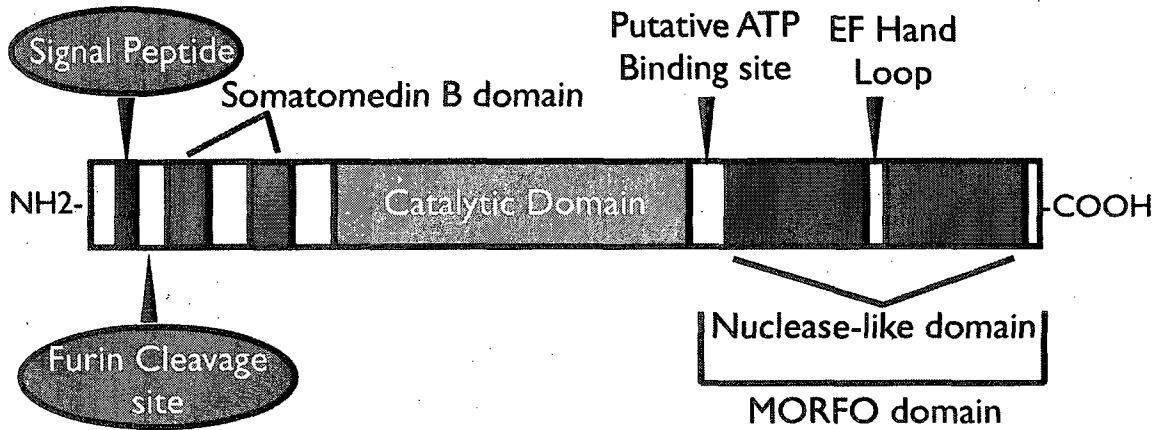 Signal Peptide
Somatomedin B domain
Putative ATP
Binding site
EF Hand
Loop
NH2-
Catalytic Domain
-COOH
Furin Cleavage
site
Nuclease-like domain
MORFO domain